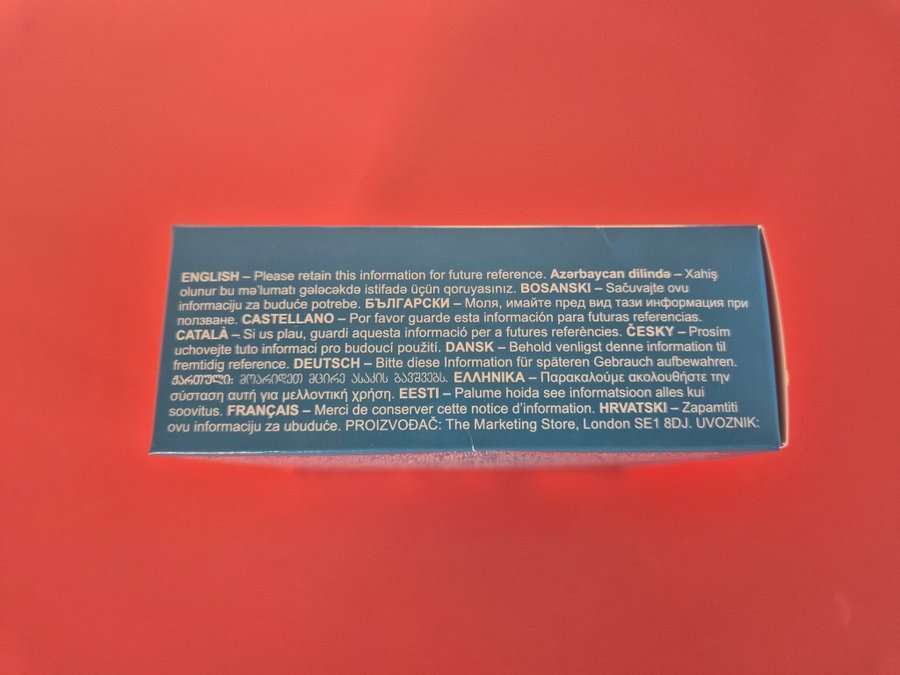 ENGLISH – Please retain this information for future reference. Azərbaycan dilində – Xahiş
olunur bu mə'lumatı gələcəkdə istifadə üçün qoruyasınız. BOSANSKI – Sačuvajte ovu
informaciju za buduće potrebe. БЪЛГАРСКИ – Моля, имайте пред вид тази информация при
ползване. CASTELLANO – Por favor guarde esta información para futuras referencias.
CATALÀ – Si us plau, guardi aquesta informació per a futures referències. ČESKY – Prosím
uchovejte tuto informaci pro budoucí použití. DANSK – Behold venligst denne information til
fremtidig reference. DEUTSCH – Bitte diese Information für späteren Gebrauch aufbewahren.
ქართული: მოარიდეთ მცირე ასაკის ბავშვებს. ΕΛΛΗΝΙΚΑ – Παρακαλούμε ακολουθήστε την
σύσταση αυτή για μελλοντική χρήση. EESTI – Palume hoida see informatsioon alles kui
soovitus. FRANÇAIS – Merci de conserver cette notice d'information. HRVATSKI – Zapamtiti
ovu informaciju za ubuduće. PROIZVOĐAČ: The Marketing Store, London SE1 8DJ. UVOZNIK: